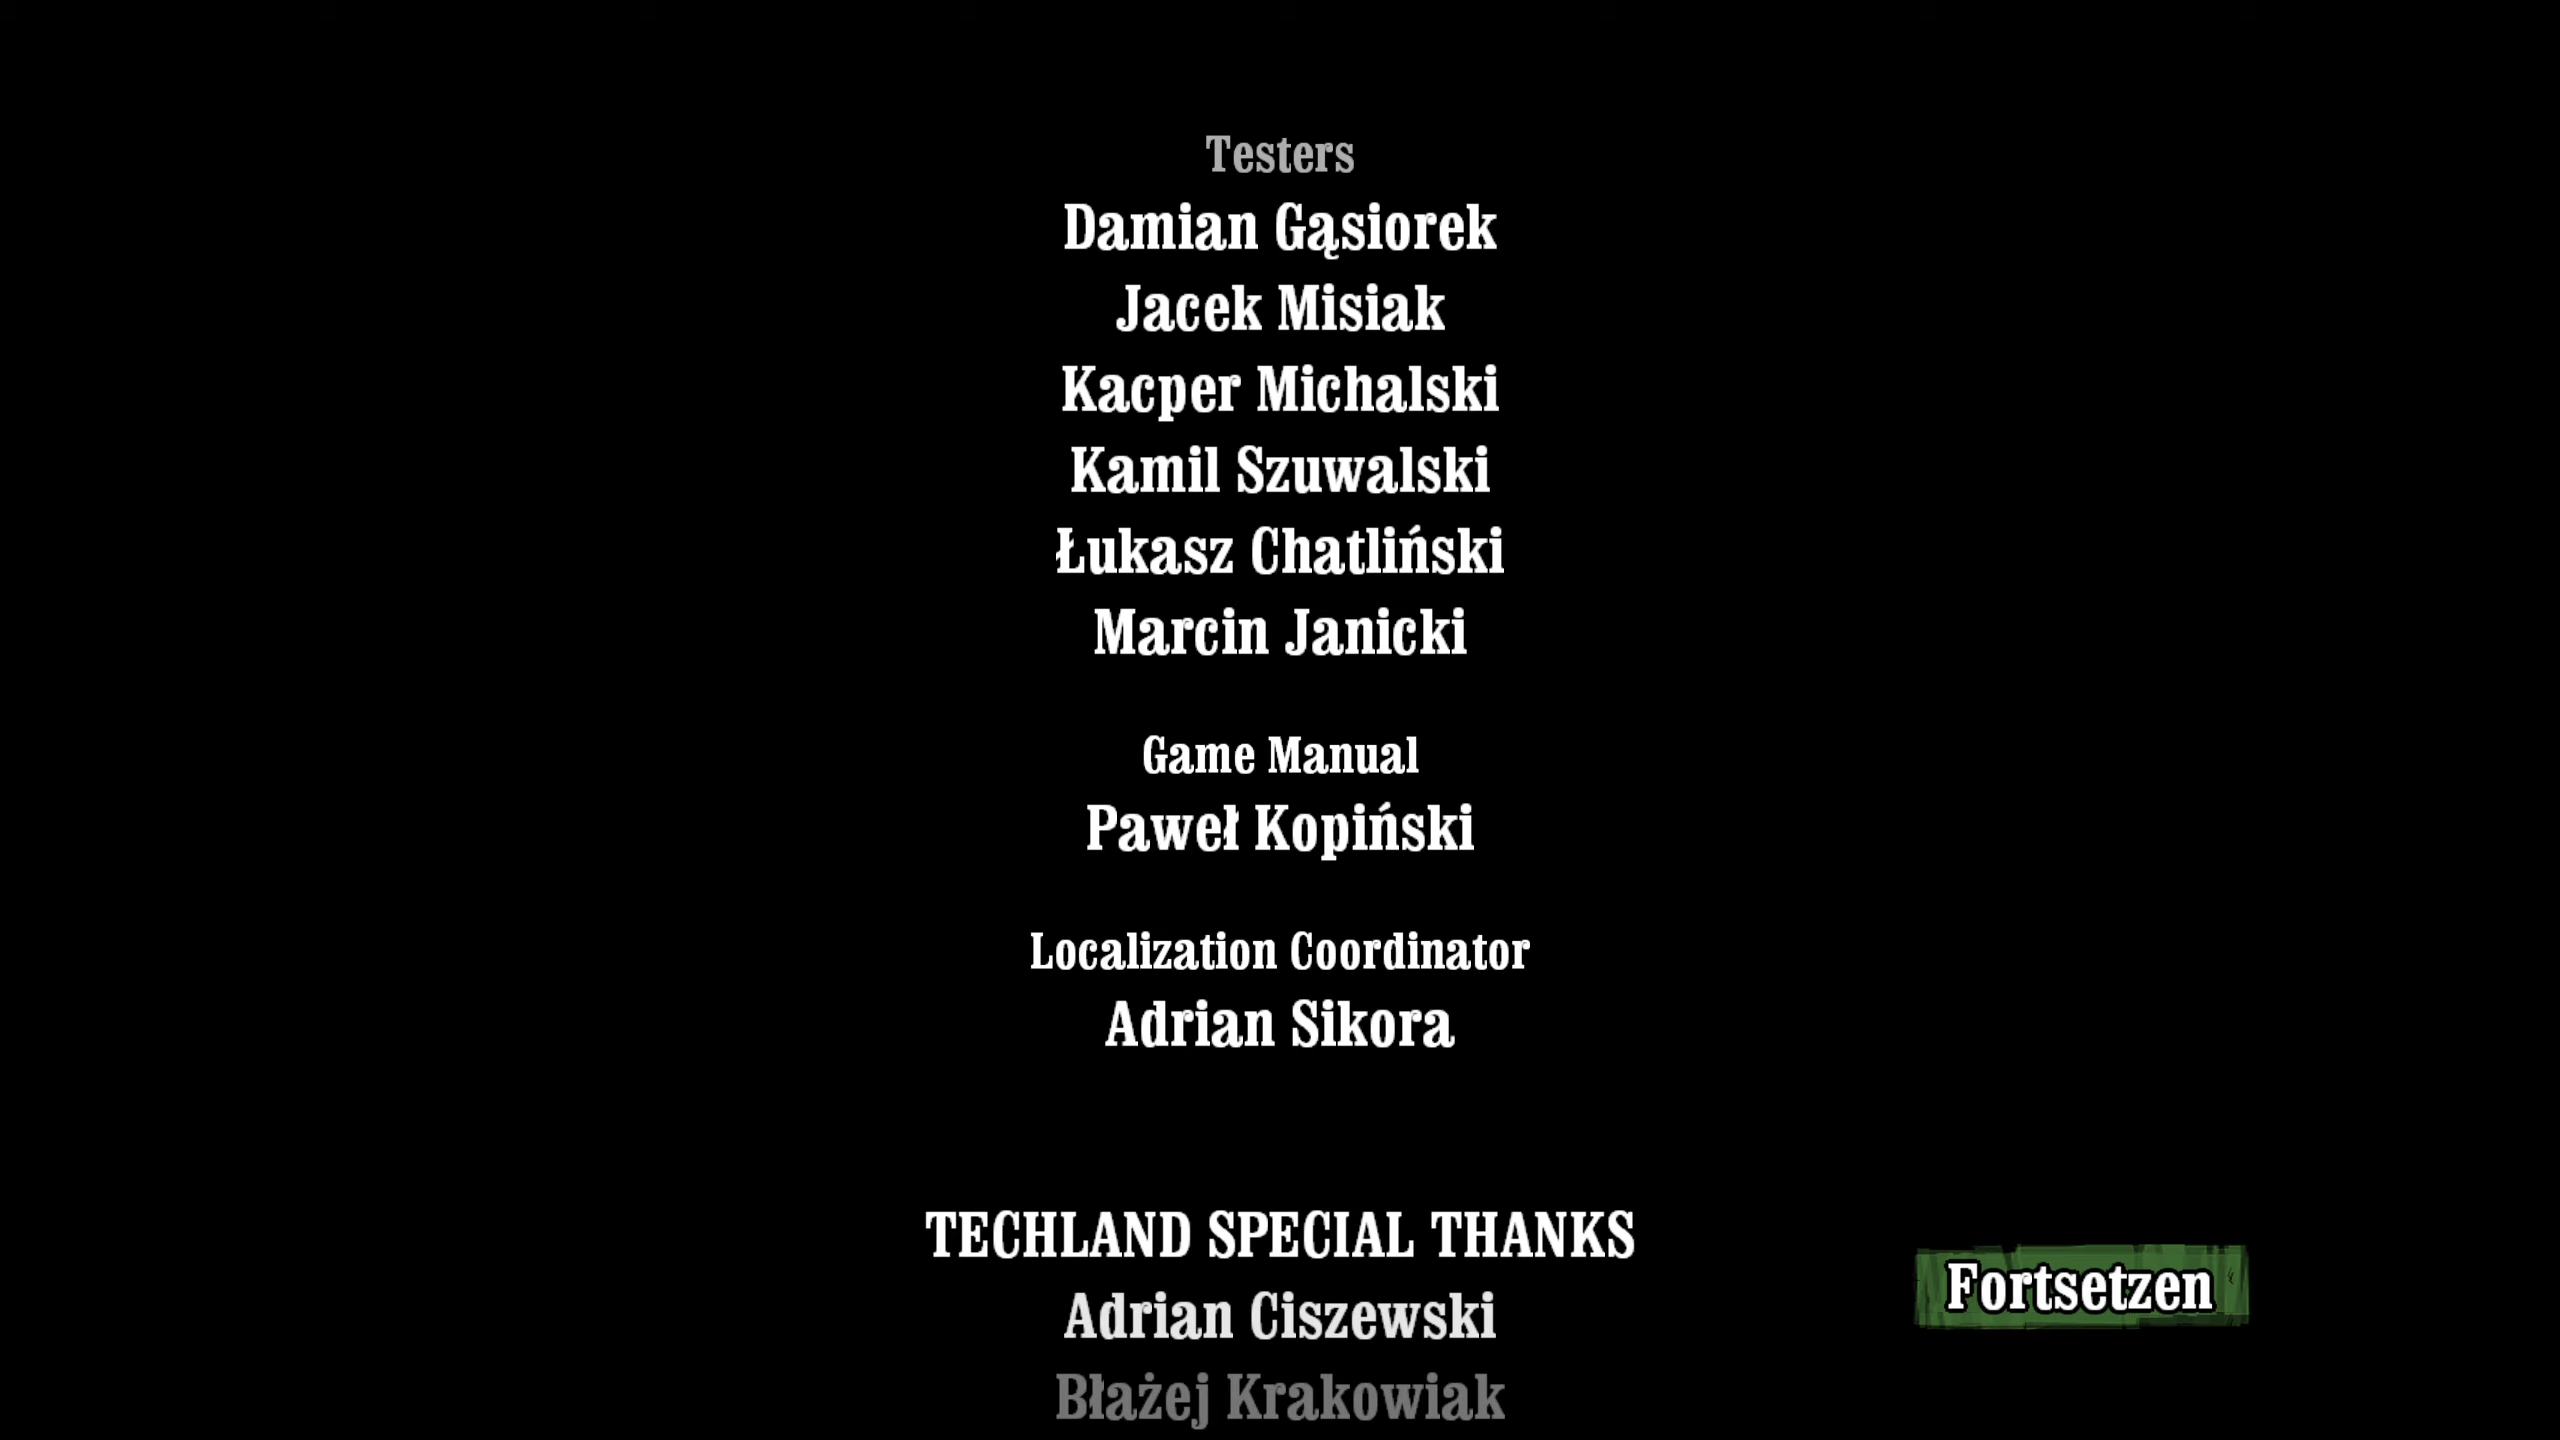 Testers
Damian Gąsiorek
Jacek Misiak
Kacper Michalski
Kamil Szuwalski
Łukasz Chatliński
Marcin Janicki
Game Manual
Paweł Kopiński
Localization Coordinator
Adrian Sikora
TECHLAND SPECIAL THANKS
Adrian Ciszewski
Błażej Krakowiak
Fortsetzen